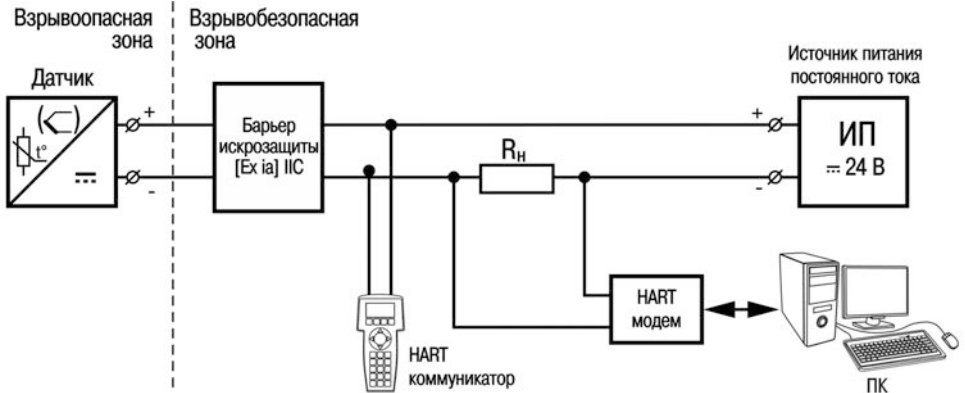 Взрывоопасная
зона
Взрывобезопасная
зона
Датчик
t°
+
-
Барьер
искрозащиты
[Ex ia] IIC
Rн
Источник питания
постоянного тока
+
-
ИП
⎓ 24 В
HART
коммуникатор
HART
модем
ПК